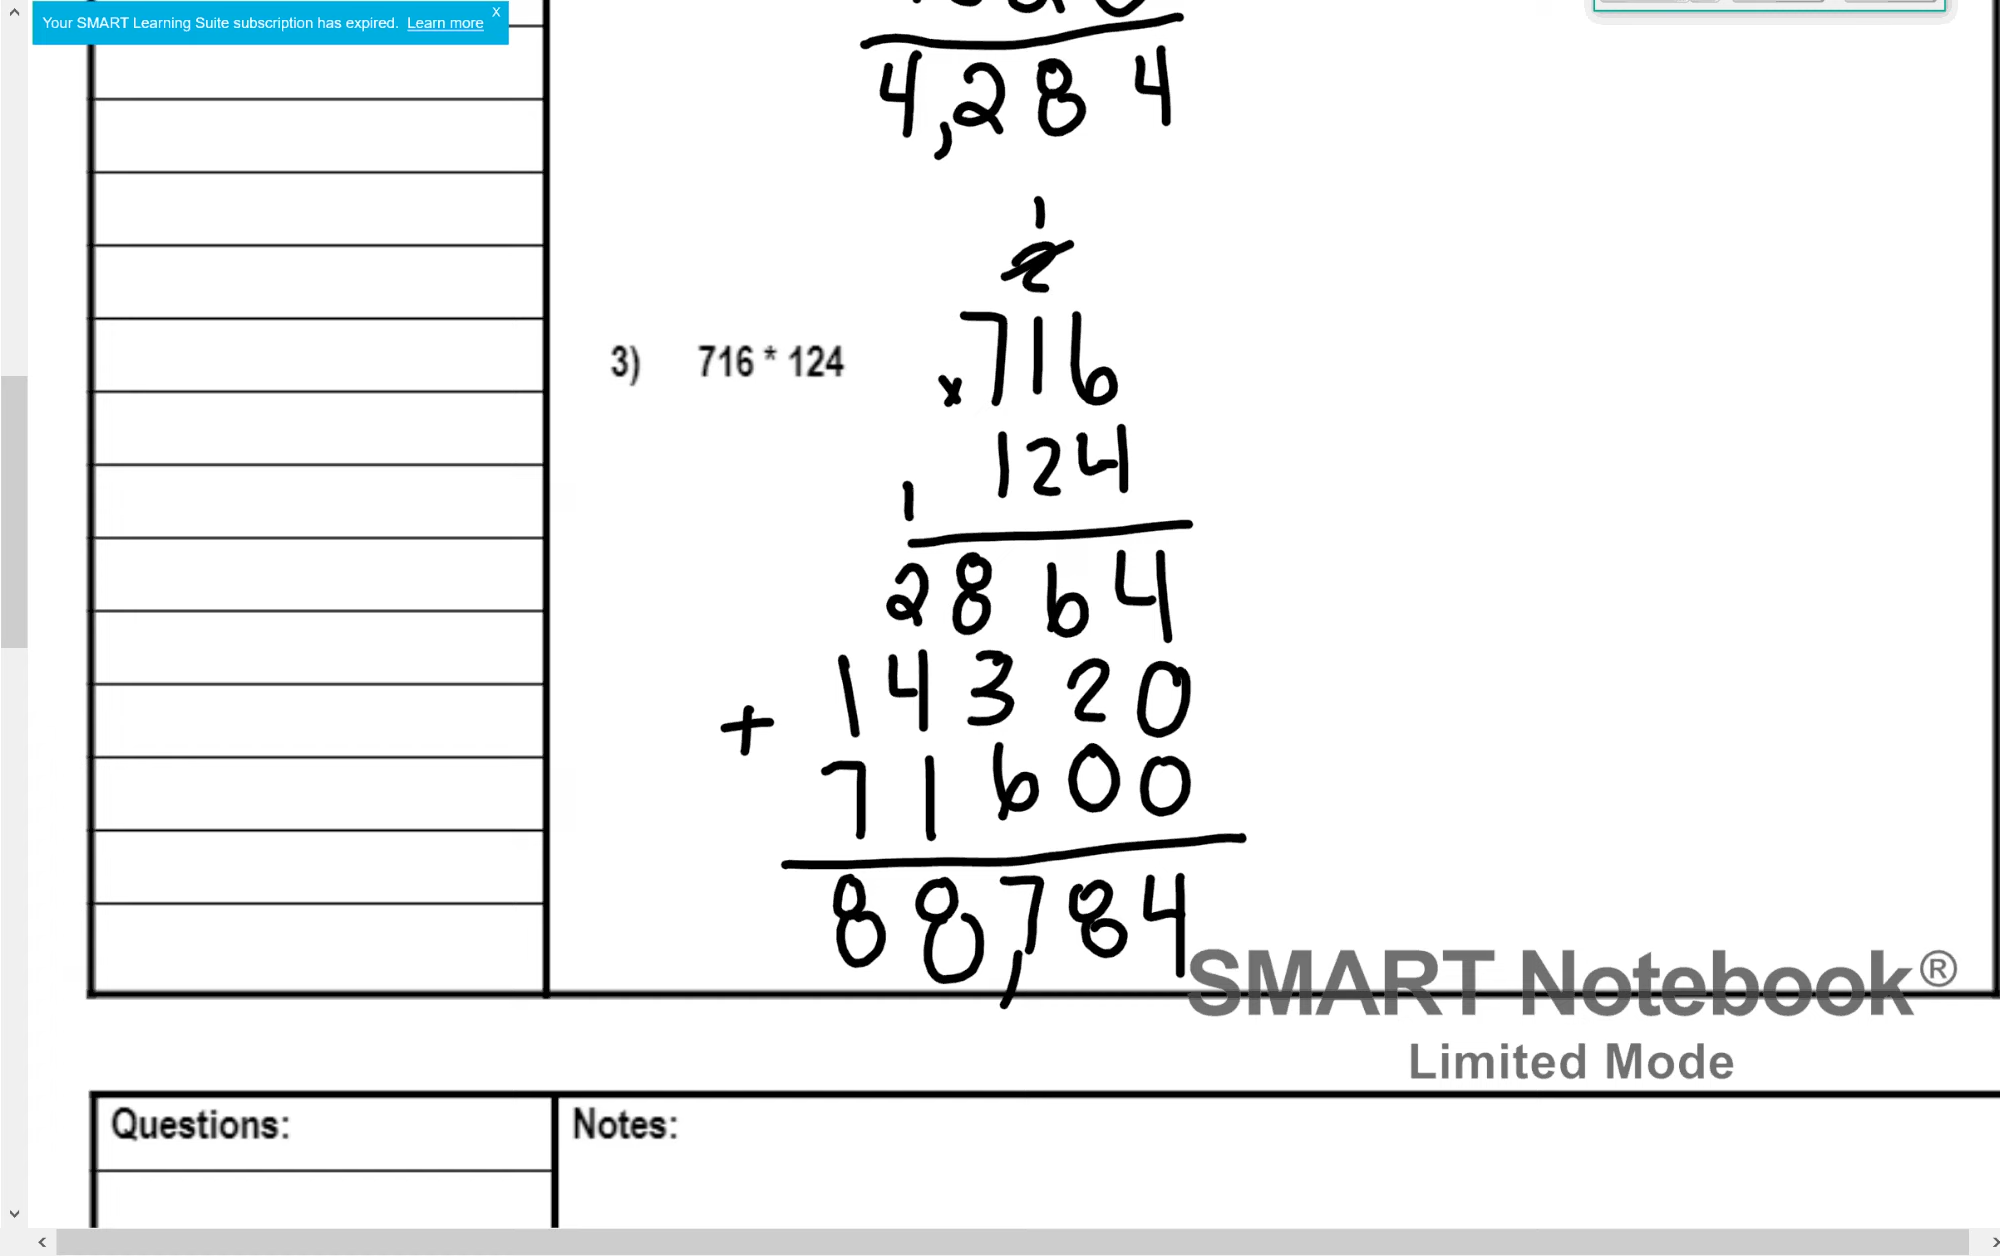 Your SMART Learning Suite subscription has expired. Learn more X
4,284
1
2
3) 716 * 124
716
x
124
1
2864
14320
+
71600
88,784
SMART Notebook®
Limited Mode
Questions:
Notes: